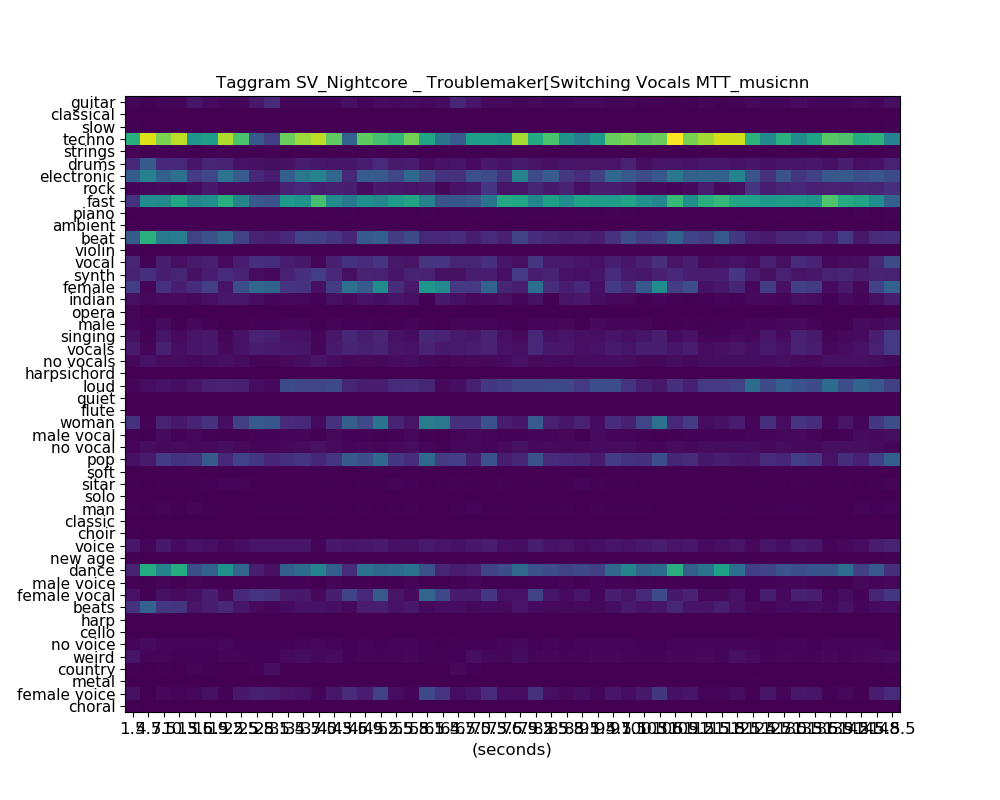 Taggram SV_Nightcore _ Troublemaker[Switching Vocals MTT_musicnn
guitar
classical
slow
techno
strings
drums
electronic
rock
fast
piano
ambient
beat
violin
vocal
synth
female
indian
opera
male
singing
vocals
no vocals
harpsichord
loud
quiet
flute
woman
male vocal
no vocal
pop
soft
sitar
solo
man
classic
choir
voice
new age
dance
male voice
female vocal
beats
harp
cello
no voice
weird
country
metal
female voice
choral
(seconds)